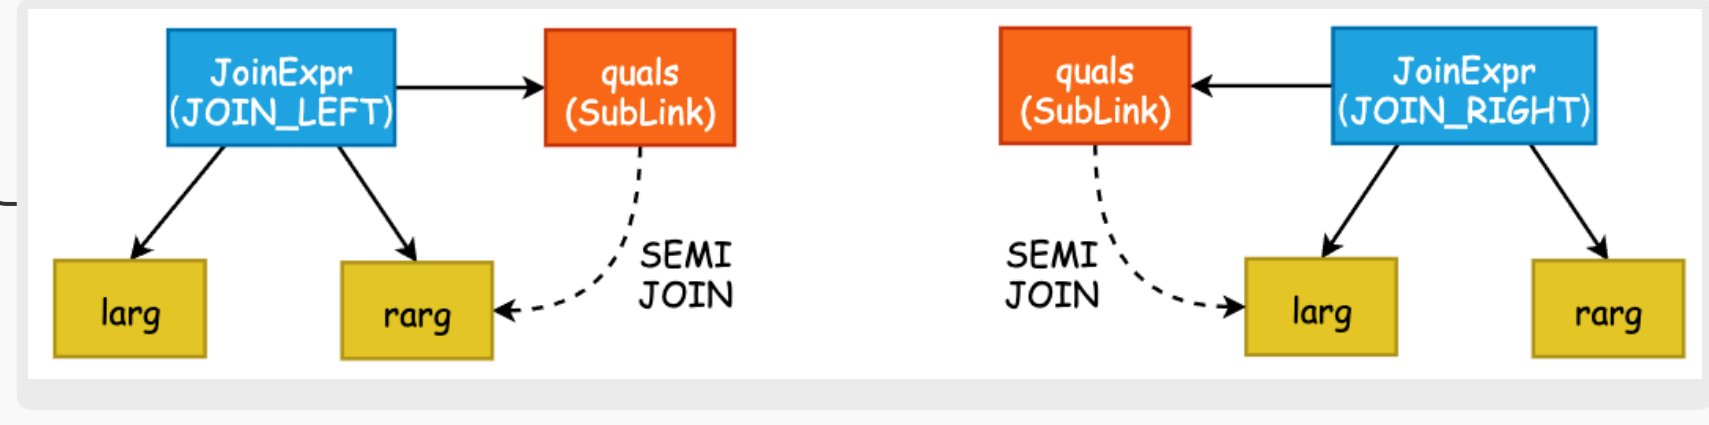 JoinExpr
(JOIN_LEFT)
quals
(SubLink)
larg
rarg
SEMI
JOIN
quals
(SubLink)
JoinExpr
(JOIN_RIGHT)
SEMI
JOIN
larg
rarg